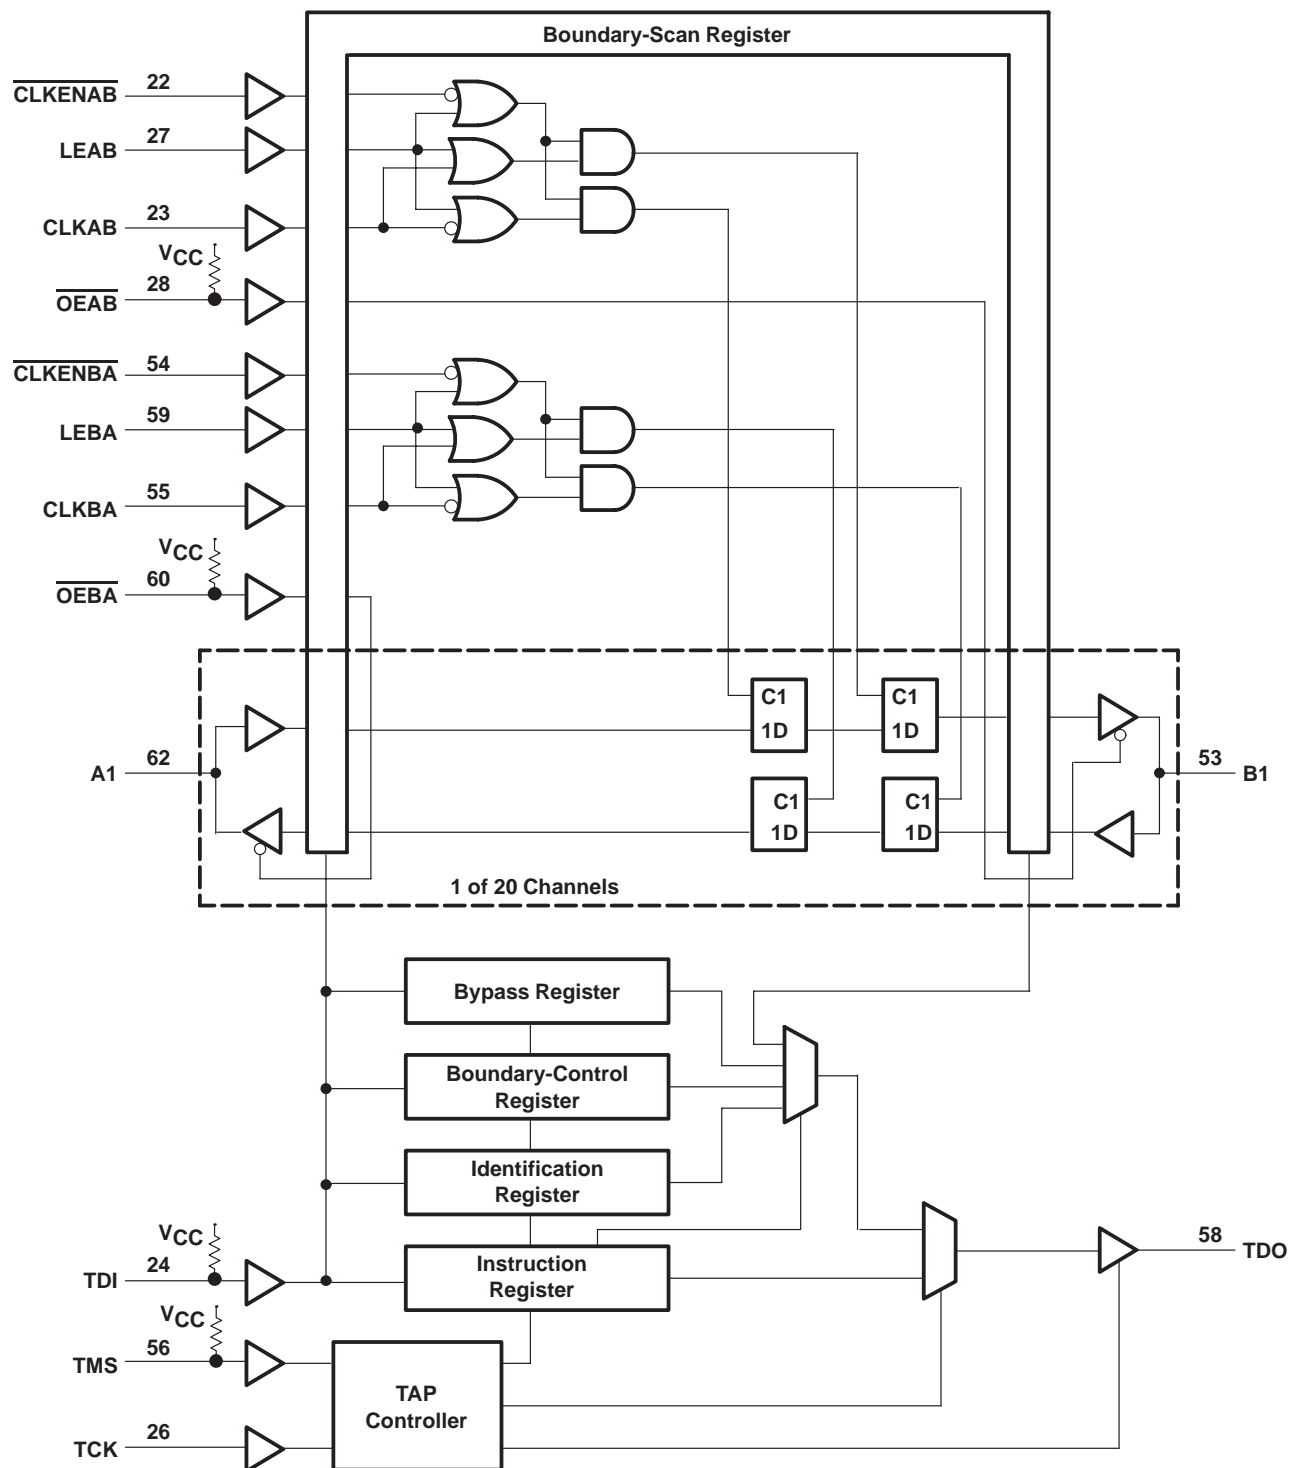 Boundary-Scan Register
CLKENAB 22
LEAB 27
CLKAB 23
VCC
OEAB 28
CLKENBA 54
LEBA 59
CLKBA 55
VCC
OEBA 60
C1
1D
C1
1D
A1 62
53 B1
C1
1D
C1
1D
1 of 20 Channels
Bypass Register
Boundary-Control
Register
Identification
Register
VCC
TDI 24
Instruction
Register
58 TDO
VCC
TMS 56
TAP
Controller
TCK 26